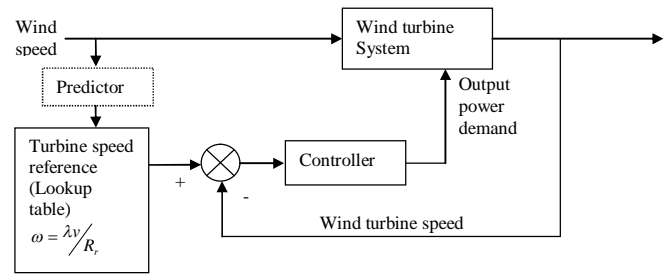 Wind
speed
Wind turbine
System
Predictor
Output
power
demand
Turbine speed
reference
(Lookup
table)
ω = λv/Rᵣ
+
-
Controller
Wind turbine speed